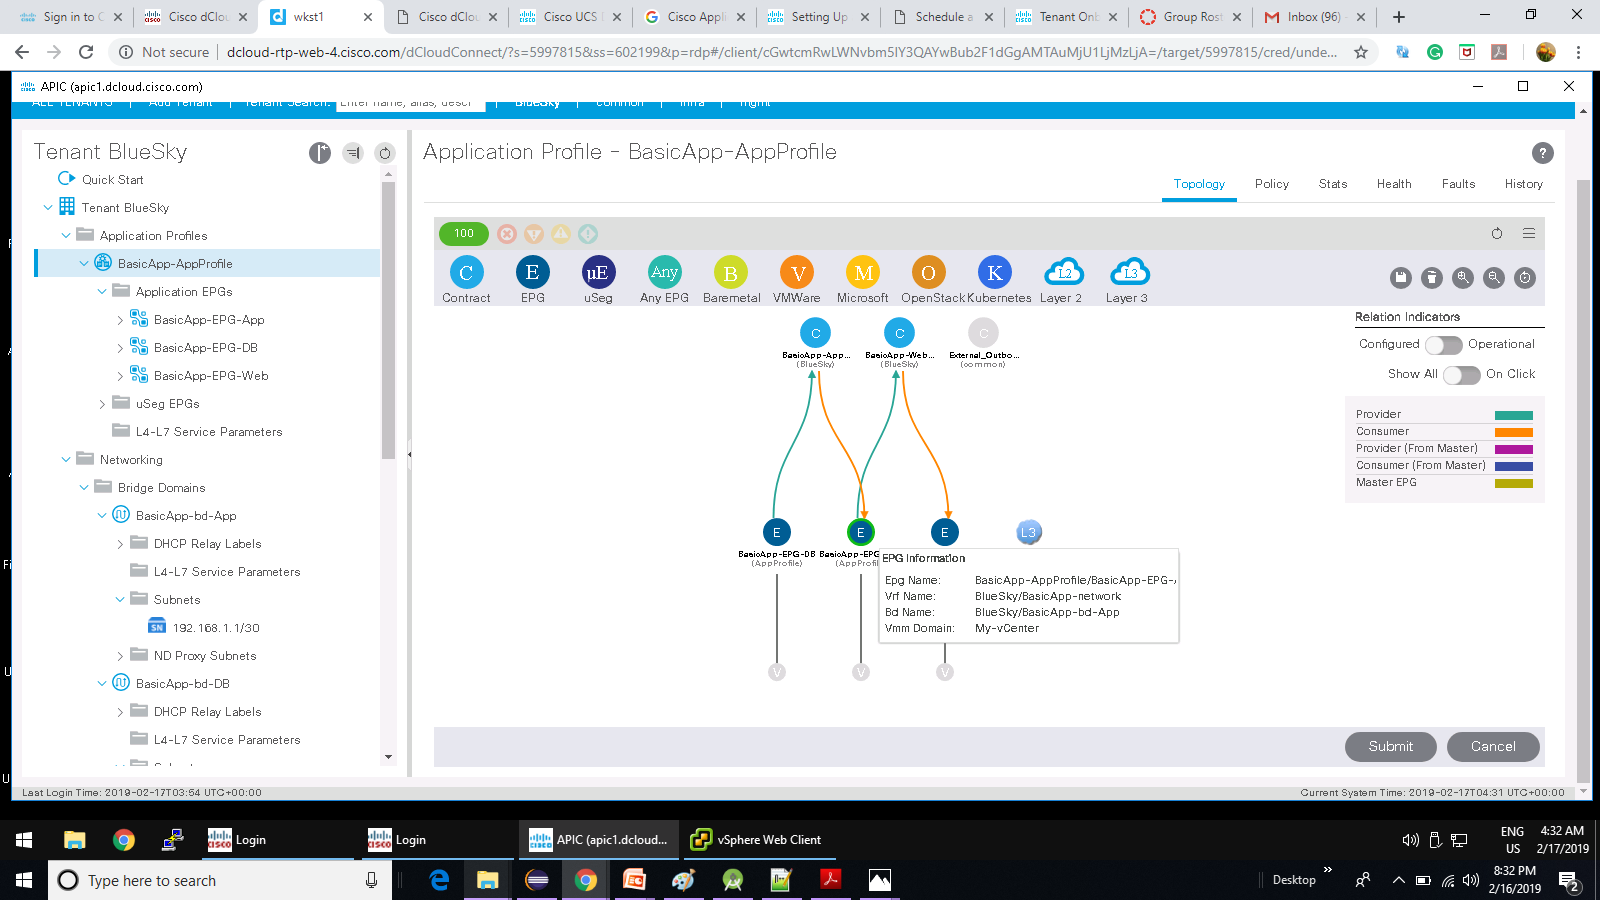 Sign in to C
Cisco dClou
wkst1
Cisco dClou
Cisco UCS
Cisco Appli
Setting Up
Schedule a
Tenant Onb
Group Rost
Inbox (96)
Not secure
dcloud-rtp-web-4.cisco.com/dCloudConnect/?s=5997815&ss=602199&p=rdp#/client/cGwtcmRwLWNvbm5lY3QAYwBub2F1dGgAMTAuMjU1LjMzLjA=/target/5997815/cred/unde...
APIC (apic1.dcloud.cisco.com)
ALL TENANTS | Add Tenant | Tenant Search: Enter name, alias, descr | BlueSky | common | infra | mgmt
Tenant BlueSky
Quick Start
Tenant BlueSky
Application Profiles
BasicApp-AppProfile
Application EPGs
BasicApp-EPG-App
BasicApp-EPG-DB
BasicApp-EPG-Web
uSeg EPGs
L4-L7 Service Parameters
Networking
Bridge Domains
BasicApp-bd-App
DHCP Relay Labels
L4-L7 Service Parameters
Subnets
SN 192.168.1.1/30
ND Proxy Subnets
BasicApp-bd-DB
DHCP Relay Labels
L4-L7 Service Parameters
Application Profile - BasicApp-AppProfile
?
Topology Policy Stats Health Faults History
100
C E µE Any B V M O K L2 L3
Contract EPG uSeg Any EPG Baremetal VMWare Microsoft OpenStack Kubernetes Layer 2 Layer 3
C C C
BasicApp-App... BasicApp-Web... External_Outbo...
(BlueSky) (BlueSky) (common)
E E E L3
BasicApp-EPG-DB BasicApp-EPG
(AppProfile) (AppProfil
EPG Information
Epg Name: BasicApp-AppProfile/BasicApp-EPG-
Vrf Name: BlueSky/BasicApp-network
Bd Name: BlueSky/BasicApp-bd-App
Vmm Domain: My-vCenter
V V V
Relation Indicators
Configured Operational
Show All On Click
Provider
Consumer
Provider (From Master)
Consumer (From Master)
Master EPG
Submit Cancel
Last Login Time: 2019-02-17T03:54 UTC+00:00
Current System Time: 2019-02-17T04:31 UTC+00:00
Login
Login
APIC (apic1.dcloud...
vSphere Web Client
ENG
US
4:32 AM
2/17/2019
Type here to search
Desktop
8:32 PM
2/16/2019
2